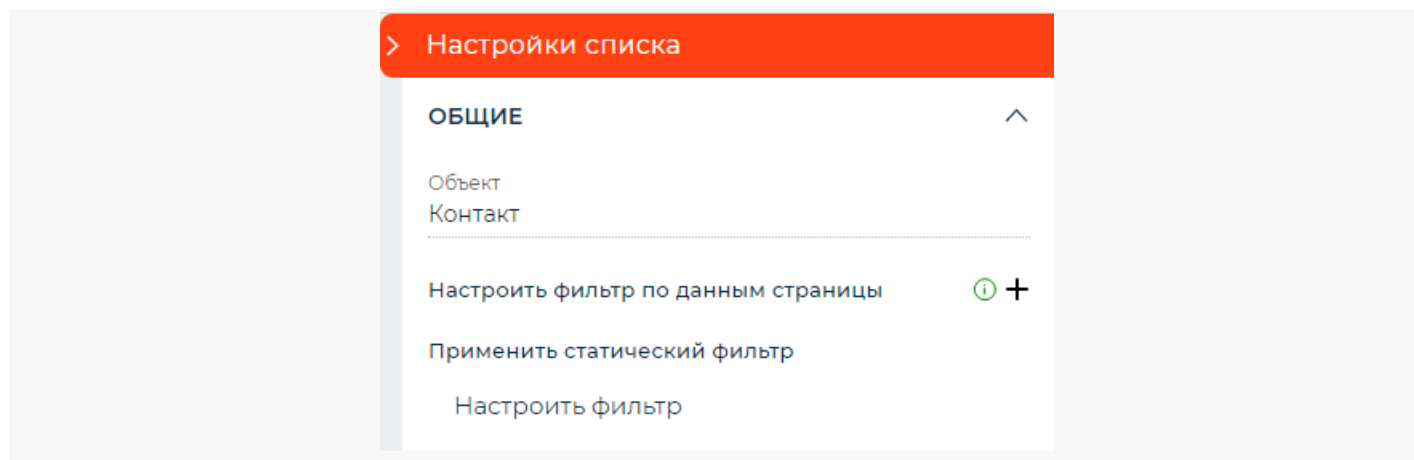 Настройки списка
ОБЩИЕ
Объект
Контакт
Настроить фильтр по данным страницы
Применить статический фильтр
Настроить фильтр